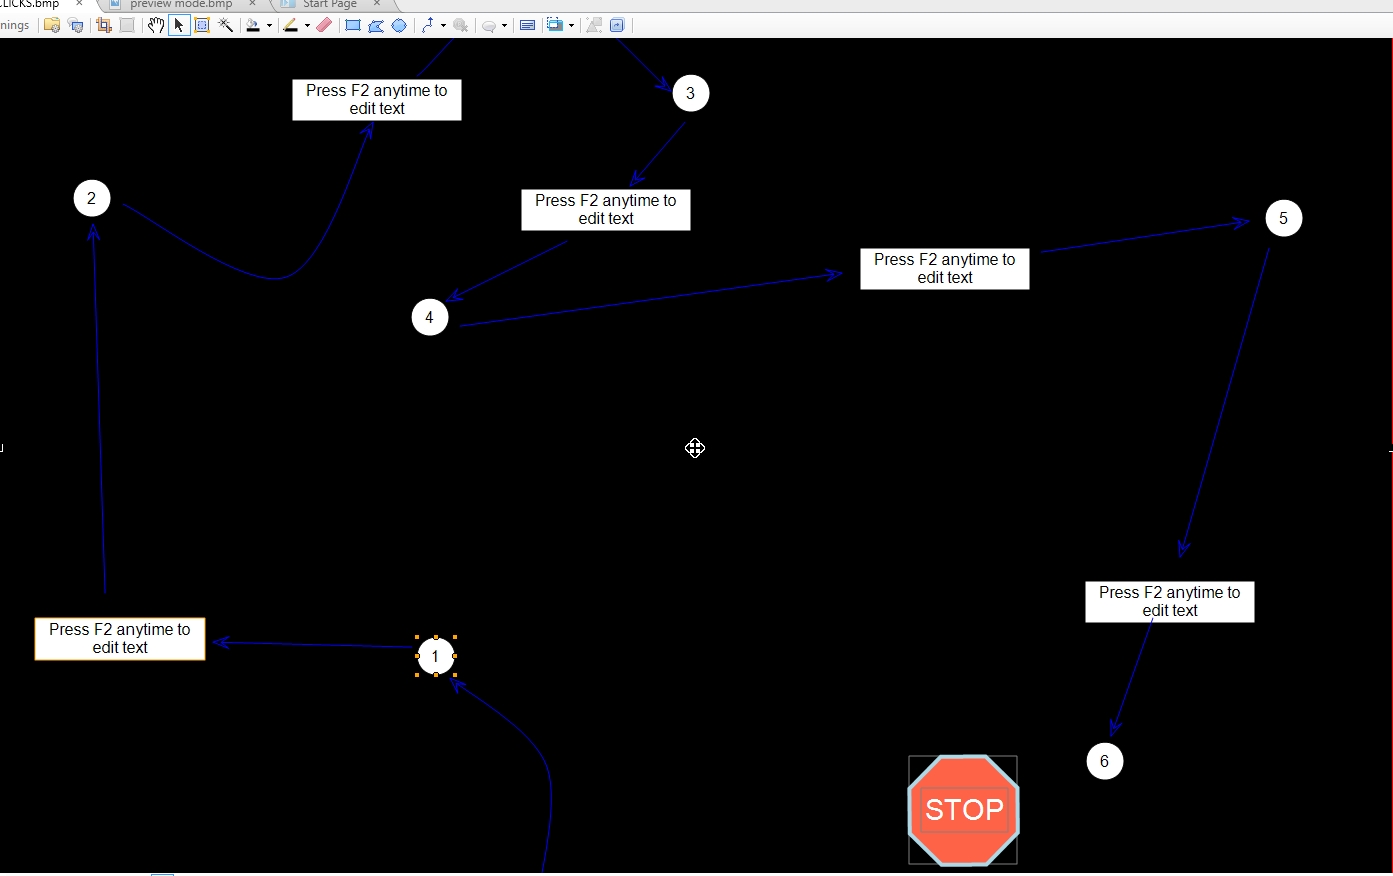 CLICKS.bmp
preview mode.bmp
Start Page
nings
Press F2 anytime to
edit text
3
2
Press F2 anytime to
edit text
5
Press F2 anytime to
edit text
4
Press F2 anytime to
edit text
Press F2 anytime to
edit text
1
6
STOP